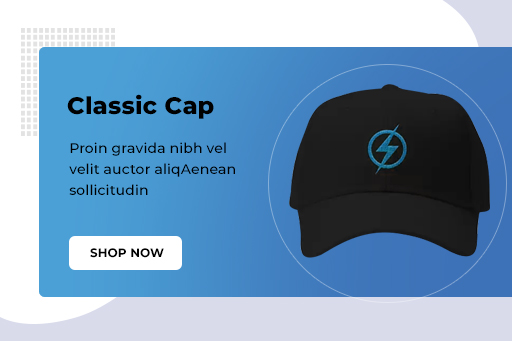 Classic Cap
Proin gravida nibh vel
velit auctor aliqAenean
sollicitudin
SHOP NOW